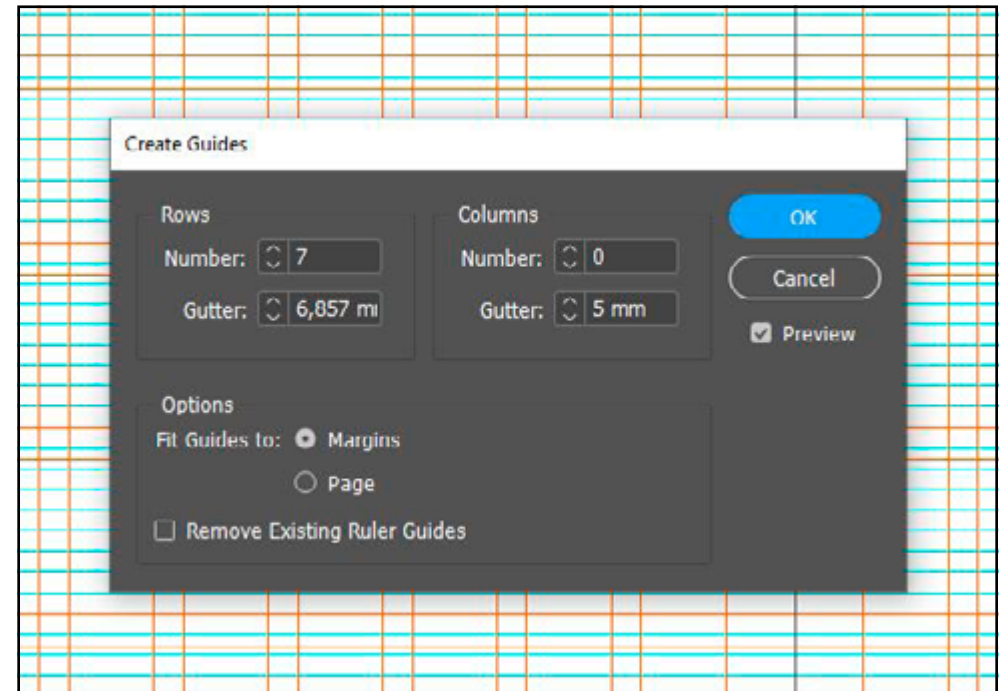 Create Guides
Rows
Number: 7
Gutter: 6,857 m
Columns
Number: 0
Gutter: 5 mm
OK
Cancel
Preview
Options
Fit Guides to: Margins
Page
Remove Existing Ruler Guides